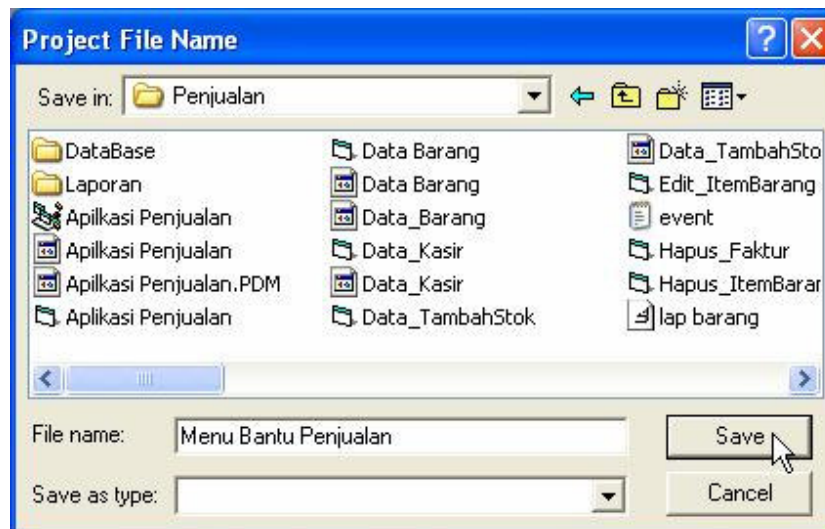 Project File Name
Save in: Penjualan
DataBase
Laporan
Apilkasi Penjualan
Apilkasi Penjualan
Apilkasi Penjualan.PDM
Aplikasi Penjualan
Data Barang
Data Barang
Data_Barang
Data_Kasir
Data_Kasir
Data_TambahStok
Data_TambahSto
Edit_ItemBarang
event
Hapus_Faktur
Hapus_ItemBarar
lap barang
File name: Menu Bantu Penjualan
Save
Save as type:
Cancel